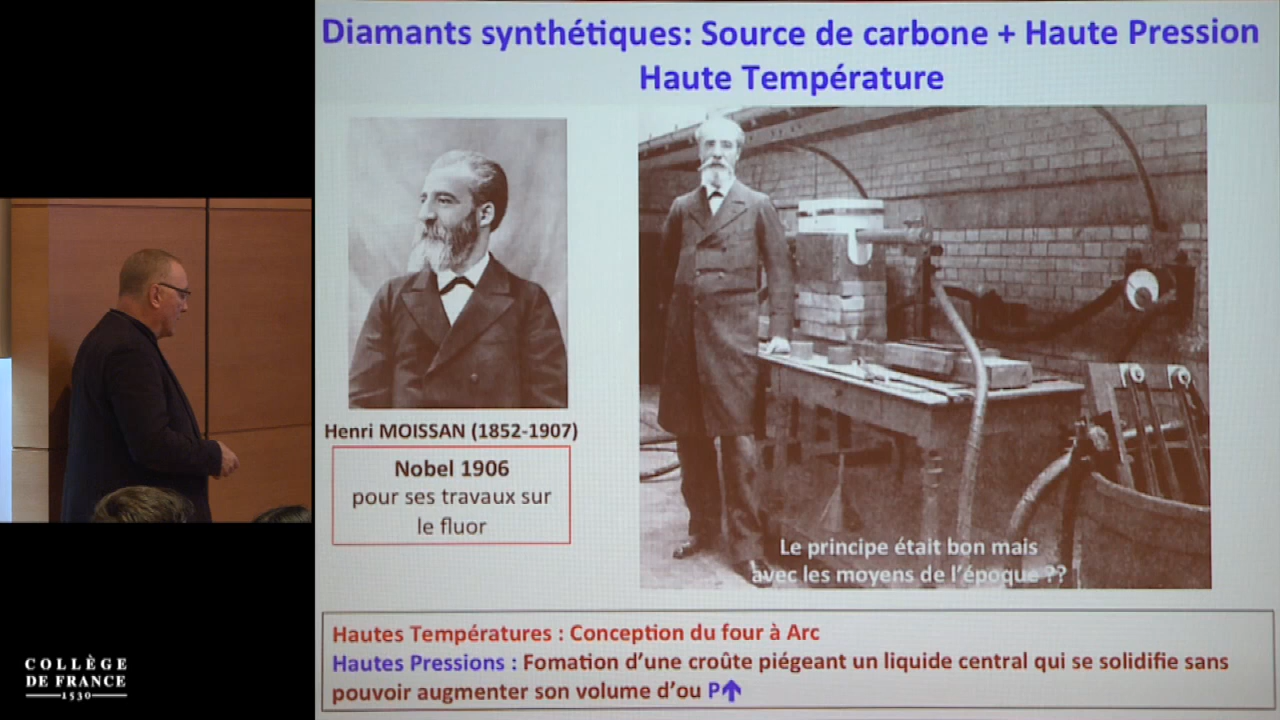 Diamants synthétiques: Source de carbone + Haute Pression
Haute Température
Henri MOISSAN (1852-1907)
Nobel 1906
pour ses travaux sur
le fluor
Le principe était bon mais
avec les moyens de l'époque ??
Hautes Températures : Conception du four à Arc
Hautes Pressions : Fomation d'une croûte piégeant un liquide central qui se solidifie sans
pouvoir augmenter son volume d'ou P↑
COLLÈGE
DE FRANCE
1530